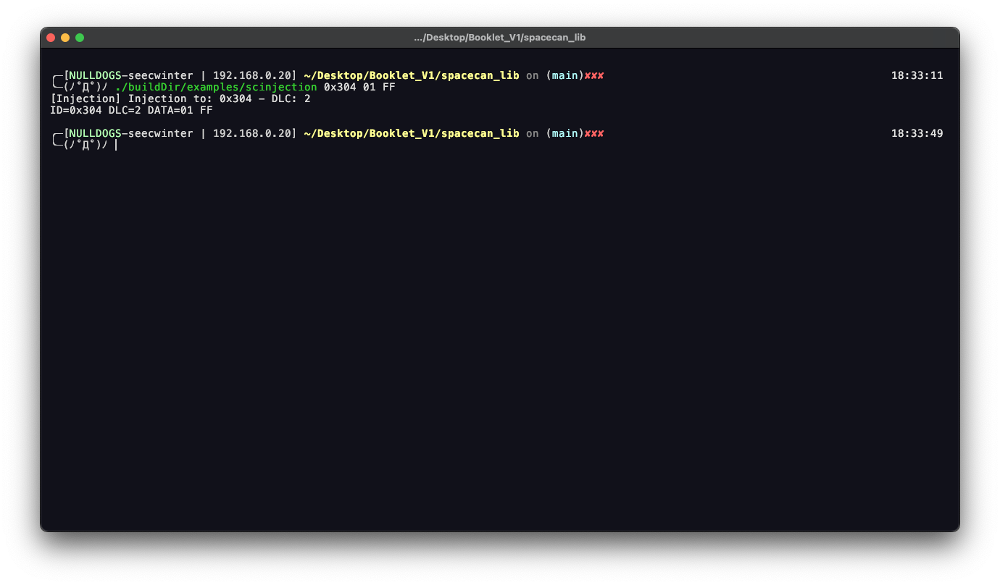 .../Desktop/Booklet_V1/spacecan_lib
╭─[NULLDOGS-seecwinter | 192.168.0.20] ~/Desktop/Booklet_V1/spacecan_lib on (main)✘✘✘ 18:33:11
╰─(ﾉ˚Д˚)ﾉ ./buildDir/examples/scinjection 0x304 01 FF
[Injection] Injection to: 0x304 - DLC: 2
ID=0x304 DLC=2 DATA=01 FF
╭─[NULLDOGS-seecwinter | 192.168.0.20] ~/Desktop/Booklet_V1/spacecan_lib on (main)✘✘✘ 18:33:49
╰─(ﾉ˚Д˚)ﾉ